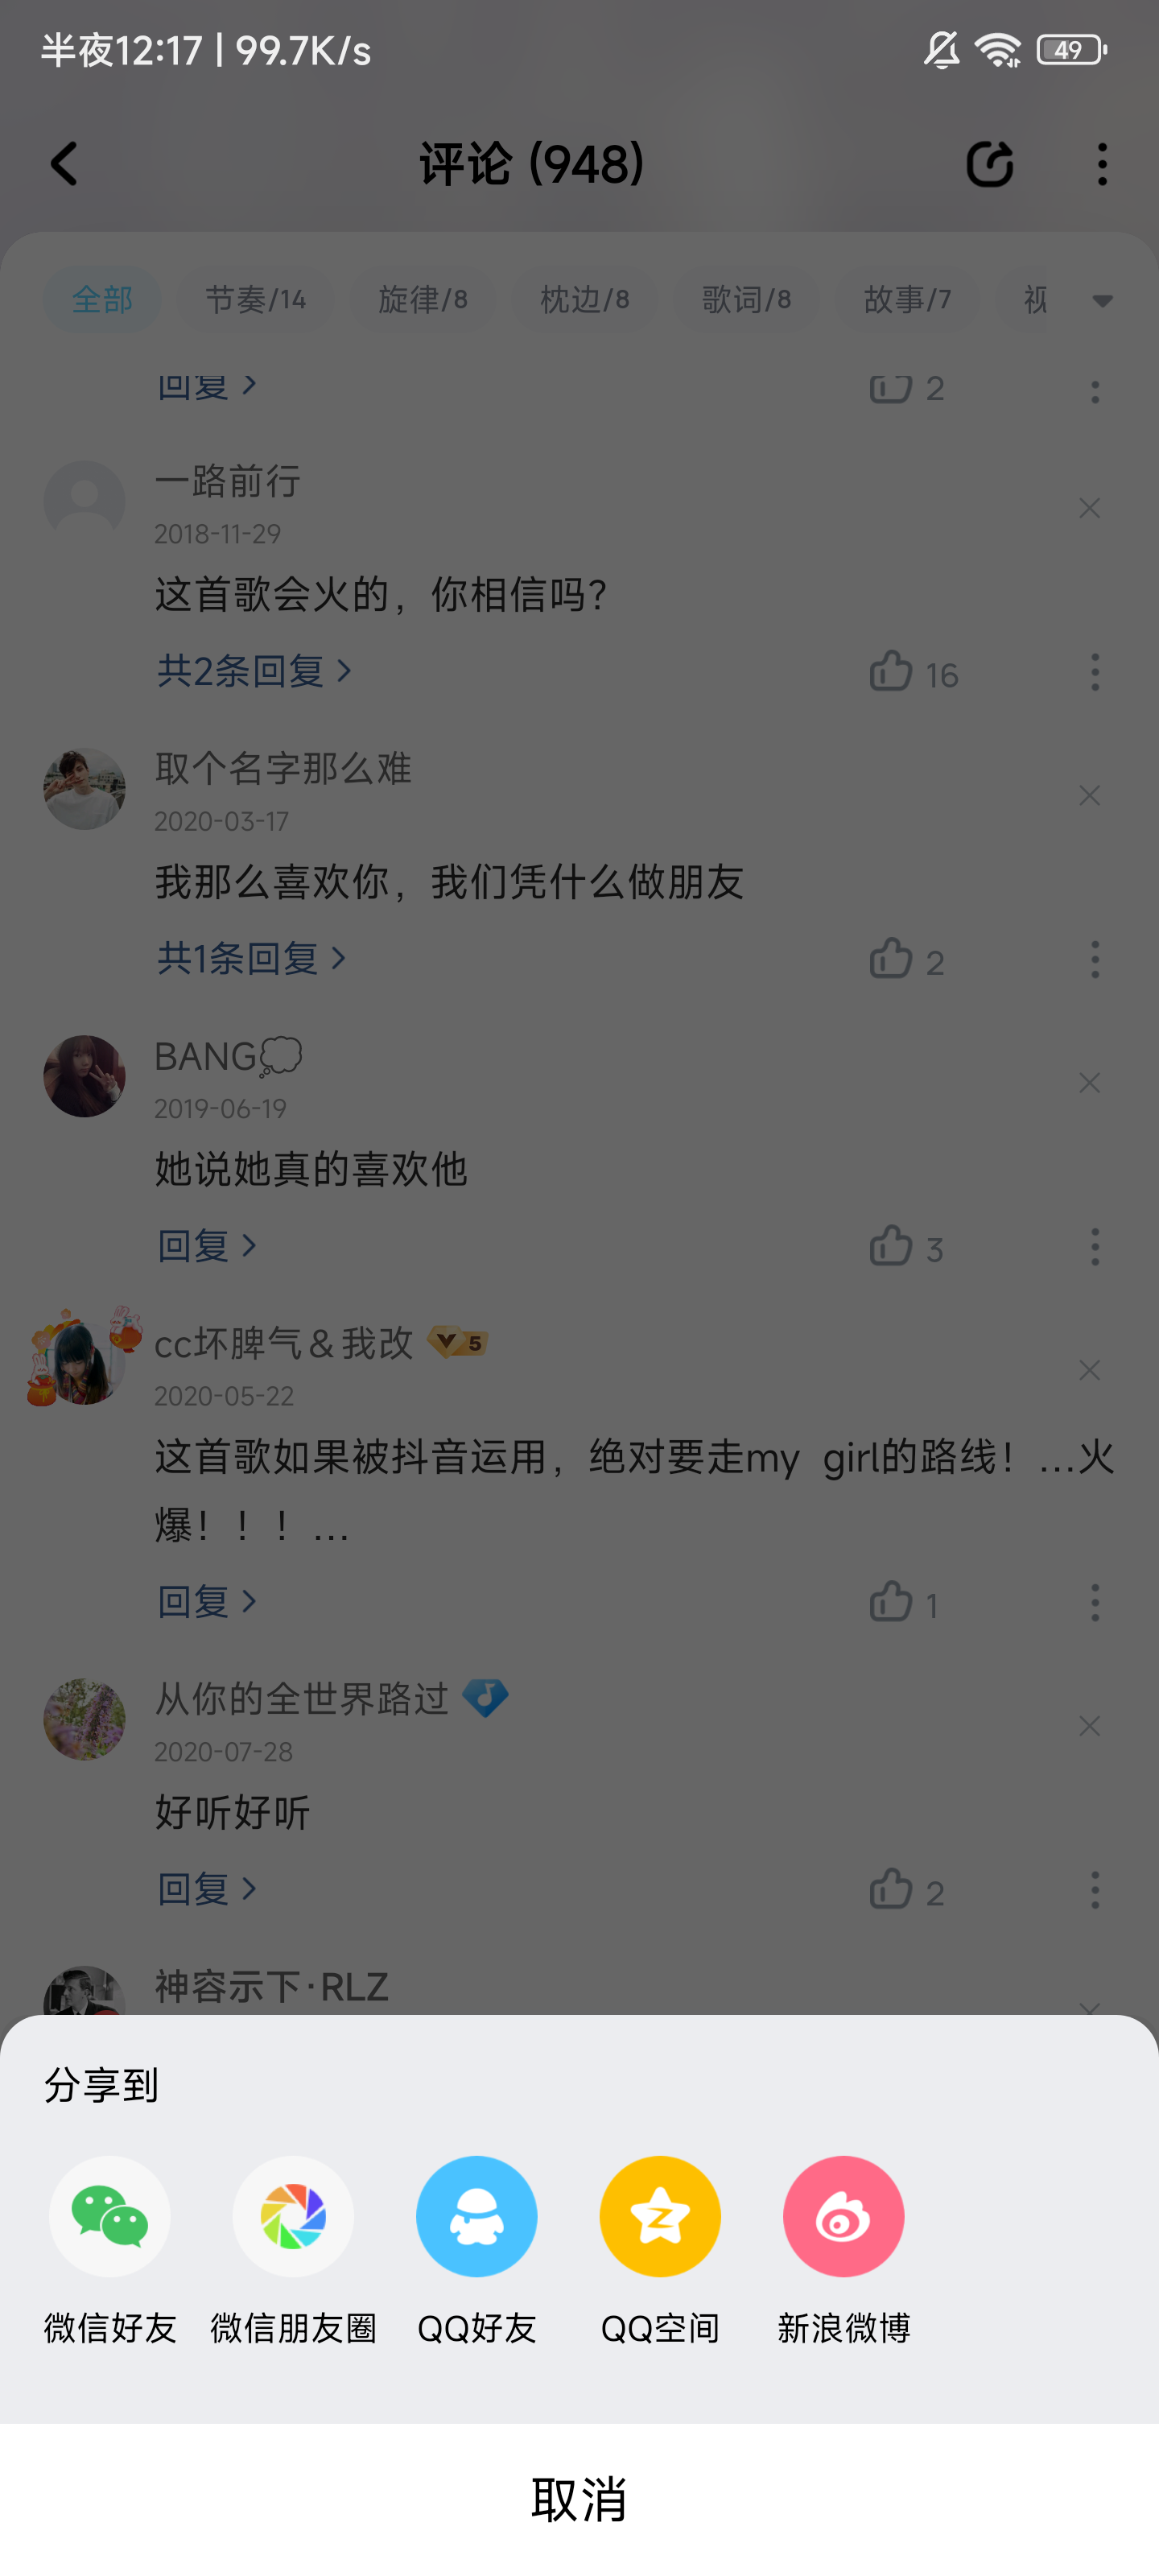 半夜12:17 | 99.7K/s
49
评论 (948)
全部 节奏/14 旋律/8 枕边/8 歌词/8 故事/7
回复 2
一路前行
2018-11-29
这首歌会火的，你相信吗?
共2条回复 16
取个名字那么难
2020-03-17
我那么喜欢你，我们凭什么做朋友
共1条回复 2
BANG
2019-06-19
她说她真的喜欢他
回复 3
cc坏脾气＆我改 V5
2020-05-22
这首歌如果被抖音运用，绝对要走my girl的路线！...火
爆！！！...
回复 1
从你的全世界路过
2020-07-28
好听好听
回复 2
神容示下·RLZ
分享到
微信好友 微信朋友圈 QQ好友 QQ空间 新浪微博
取消